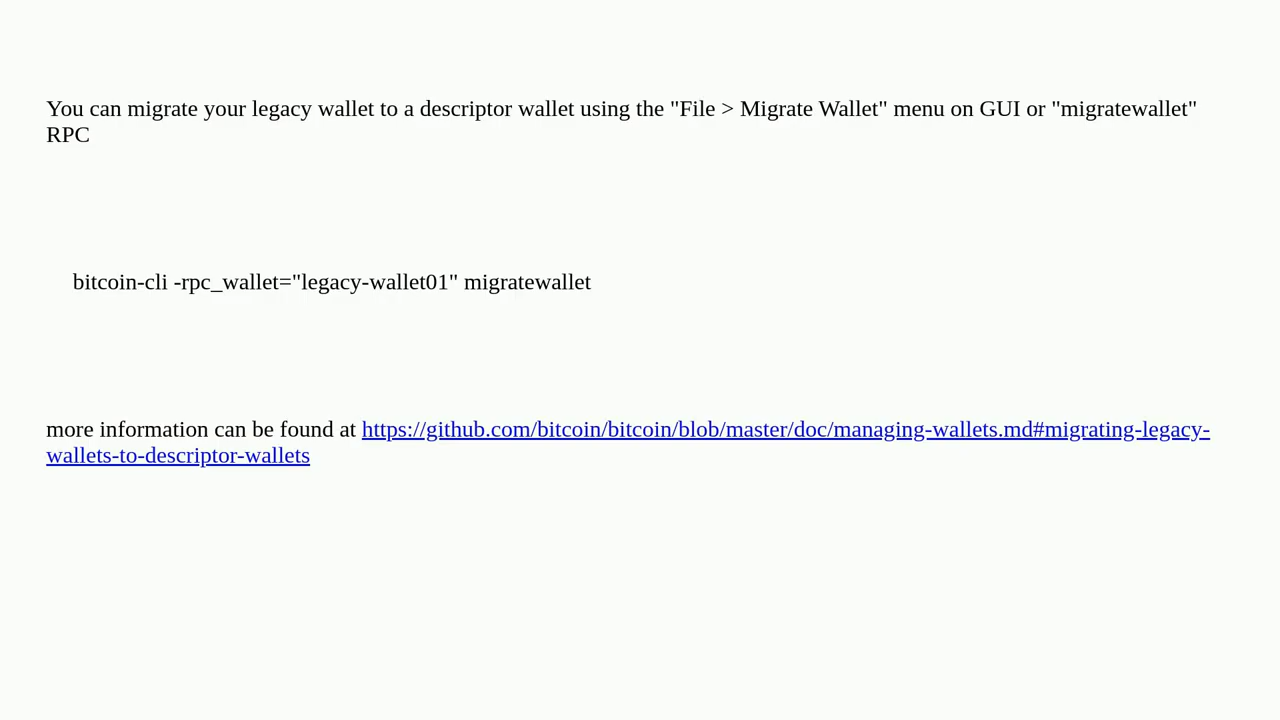 You can migrate your legacy wallet to a descriptor wallet using the "File > Migrate Wallet" menu on GUI or "migratewallet"
RPC
bitcoin-cli -rpc_wallet="legacy-wallet01" migratewallet
more information can be found at https://github.com/bitcoin/bitcoin/blob/master/doc/managing-wallets.md#migrating-legacy-
wallets-to-descriptor-wallets